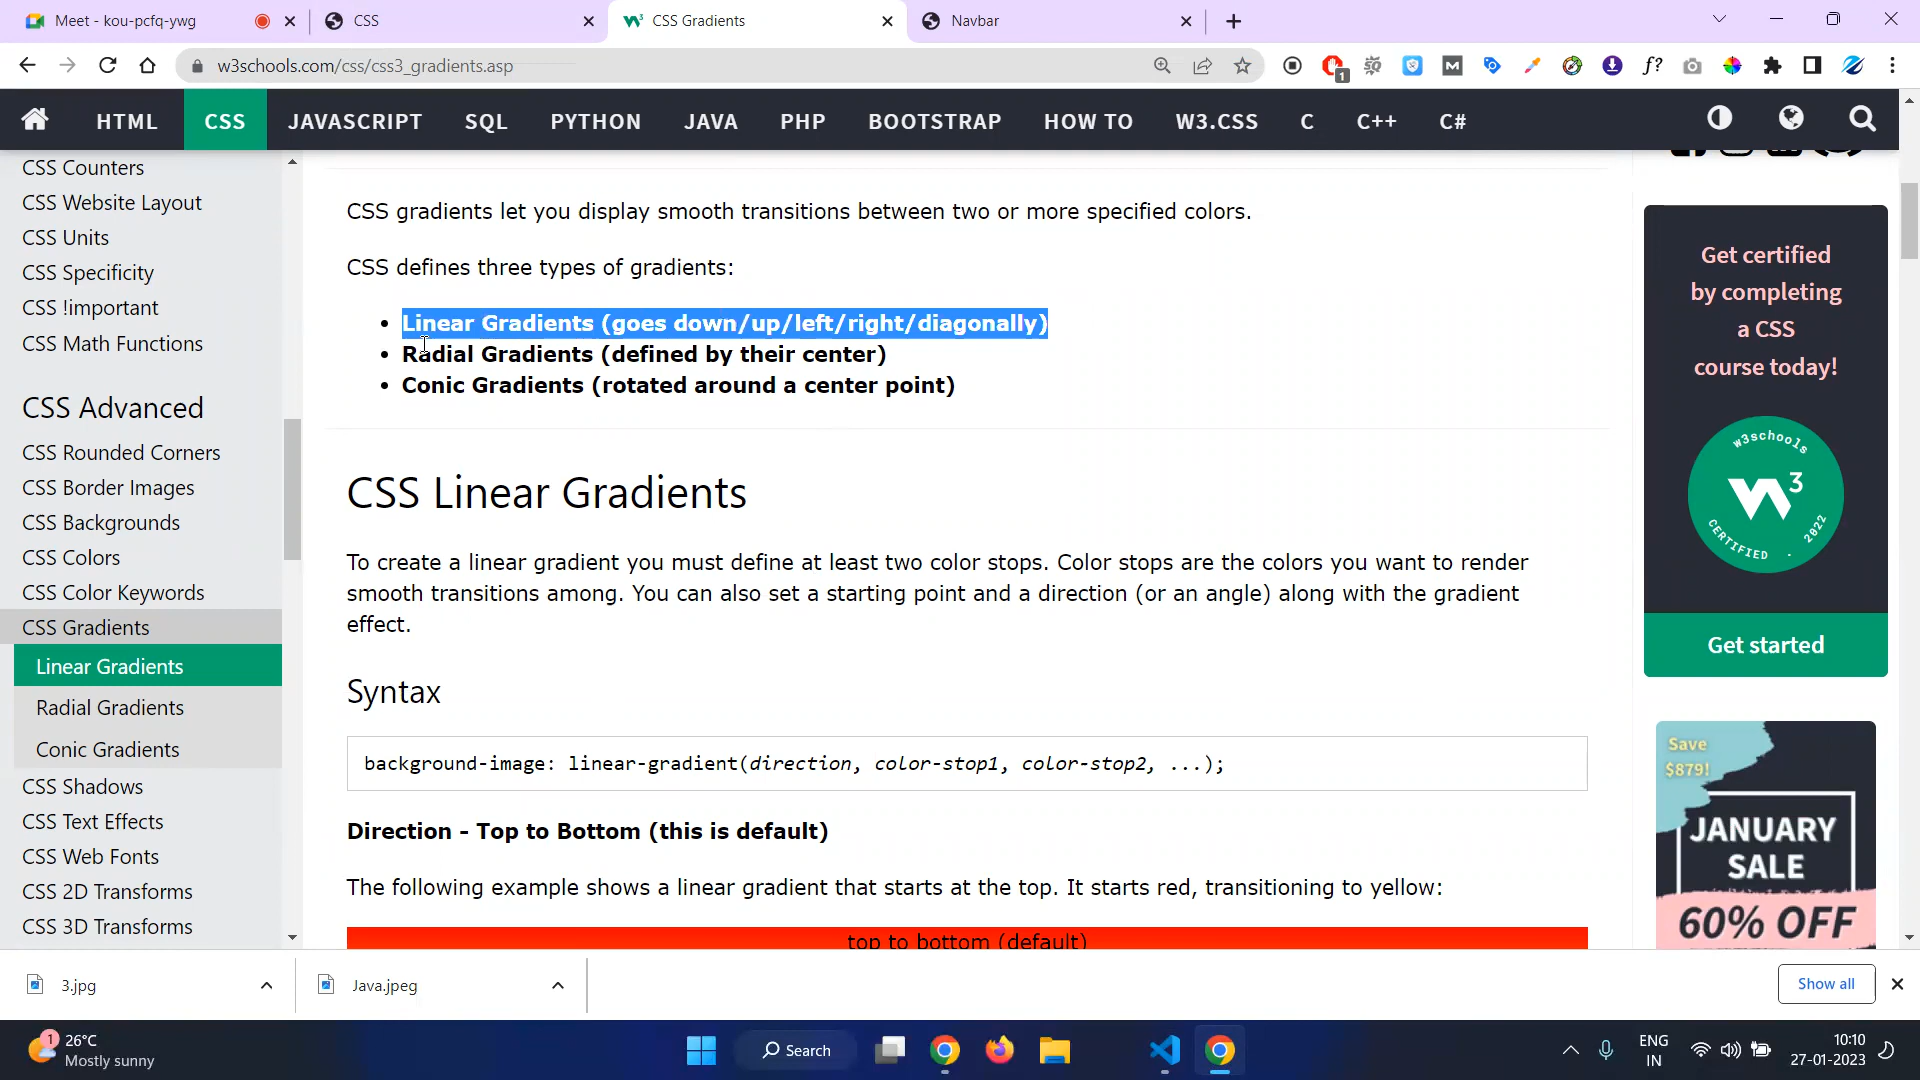 Meet - kou-pcfq-ywg
CSS
CSS Gradients
Navbar
w3schools.com/css/css3_gradients.asp
1
f?
HTML CSS JAVASCRIPT SQL PYTHON JAVA PHP BOOTSTRAP HOW TO W3.CSS C C++ C#
CSS Counters
CSS Website Layout
CSS Units
CSS Specificity
CSS !important
CSS Math Functions
CSS Advanced
CSS Rounded Corners
CSS Border Images
CSS Backgrounds
CSS Colors
CSS Color Keywords
CSS Gradients
Linear Gradients
Radial Gradients
Conic Gradients
CSS Shadows
CSS Text Effects
CSS Web Fonts
CSS 2D Transforms
CSS 3D Transforms
CSS gradients let you display smooth transitions between two or more specified colors.
CSS defines three types of gradients:
• Linear Gradients (goes down/up/left/right/diagonally)
• Radial Gradients (defined by their center)
• Conic Gradients (rotated around a center point)
CSS Linear Gradients
To create a linear gradient you must define at least two color stops. Color stops are the colors you want to render
smooth transitions among. You can also set a starting point and a direction (or an angle) along with the gradient
effect.
Syntax
background-image: linear-gradient(direction, color-stop1, color-stop2, ...);
Direction - Top to Bottom (this is default)
The following example shows a linear gradient that starts at the top. It starts red, transitioning to yellow:
top to bottom (default)
Get certified
by completing
a CSS
course today!
w3schools
W3
CERTIFIED . 2022
Get started
Save
$879!
JANUARY
SALE
60% OFF
3.jpg
Java.jpeg
Show all
1
26°C
Mostly sunny
Search
ENG
IN
10:10
27-01-2023